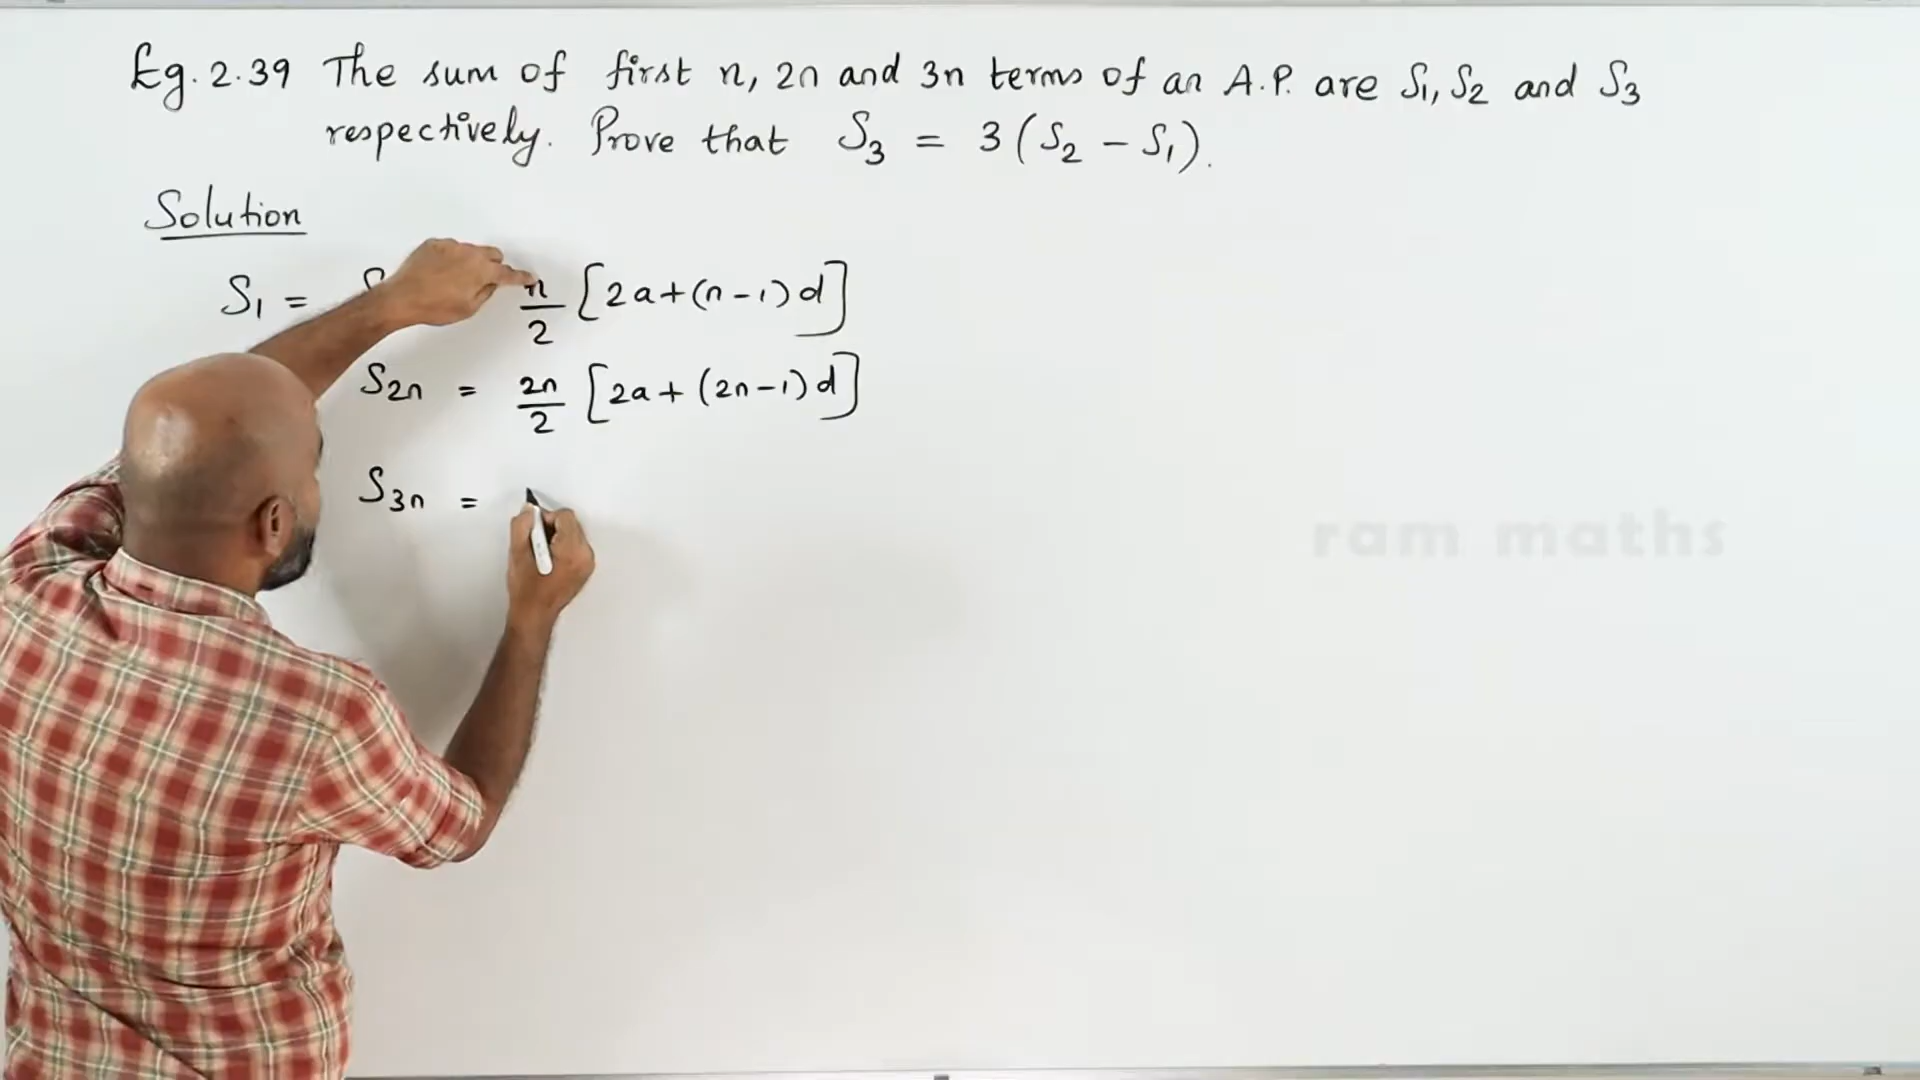 Eg. 2.39 The sum of first n, 2n and 3n terms of an A.P. are S₁, S₂ and S₃
respectively. Prove that S₃ = 3(S₂ - S₁).
Solution
S₁ = n/2 [2a+(n-1)d]
S₂ₙ = 2n/2 [2a+(2n-1)d]
S₃ₙ =
ram maths